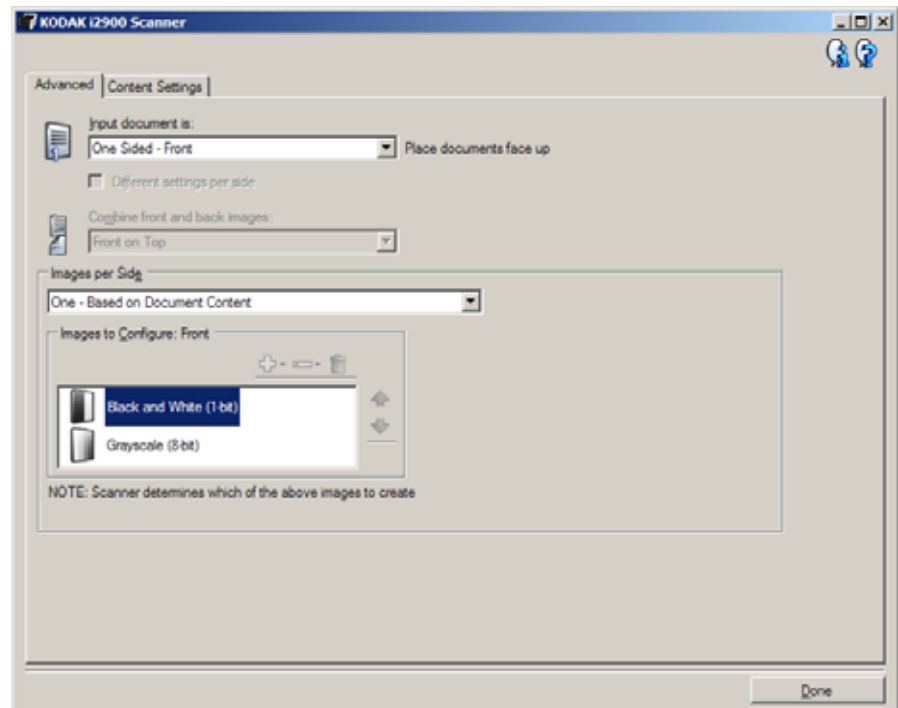 KODAK i2900 Scanner
Advanced Content Settings
Input document is:
One Sided - Front Place documents face up
Different settings per side
Combine front and back images:
Front on Top
Images per Side
One - Based on Document Content
Images to Configure: Front
Black and White (1-bit)
Grayscale (8-bit)
NOTE: Scanner determines which of the above images to create
Done